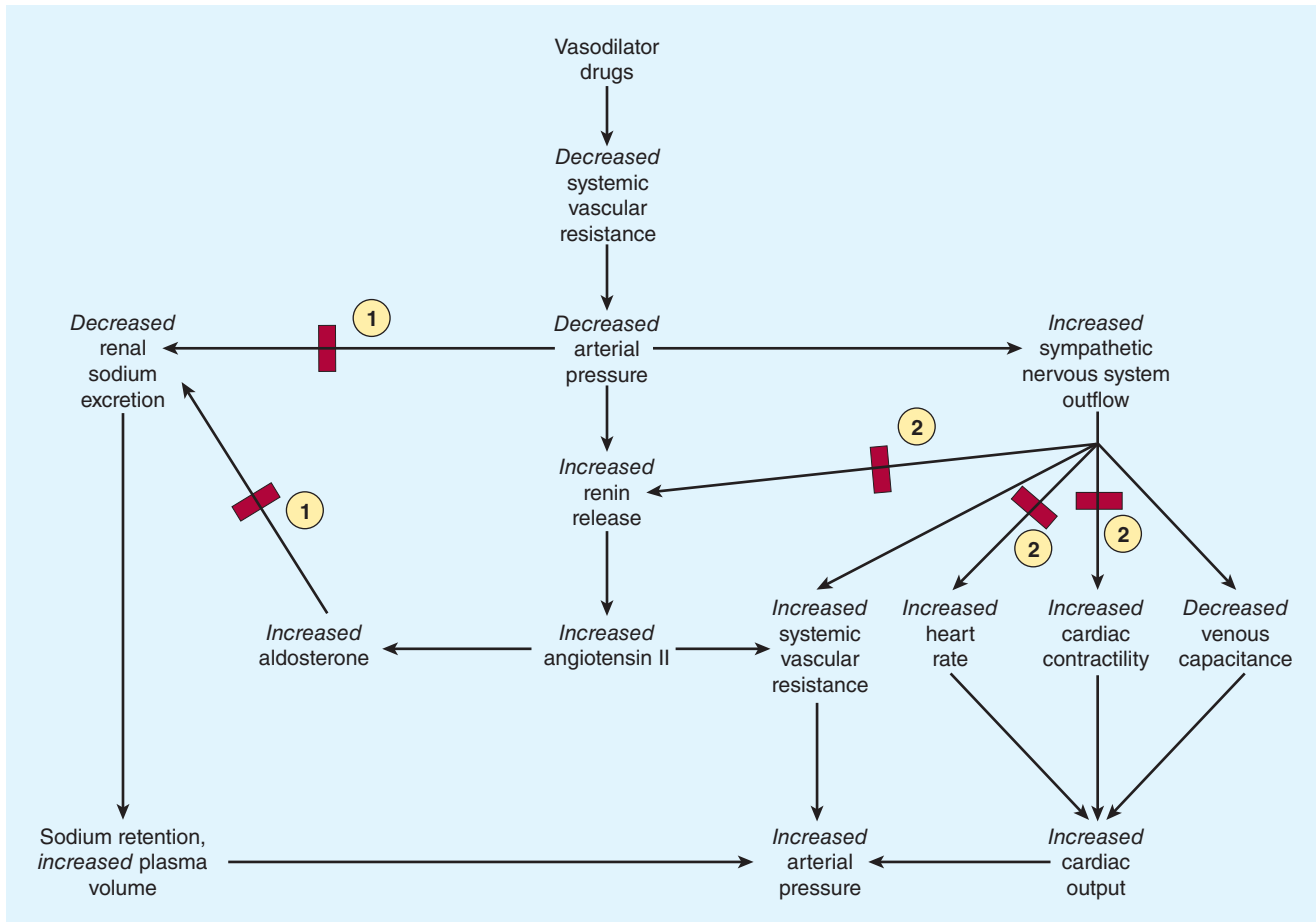 Vasodilator
drugs
Decreased
systemic
vascular
resistance
1
Decreased
renal
sodium
excretion
Decreased
arterial
pressure
Increased
sympathetic
nervous system
outflow
2
Increased
renin
release
1
2
2
Increased
aldosterone
Increased
angiotensin II
Increased
systemic
vascular
resistance
Increased
heart
rate
Increased
cardiac
contractility
Decreased
venous
capacitance
Sodium retention,
increased plasma
volume
Increased
arterial
pressure
Increased
cardiac
output